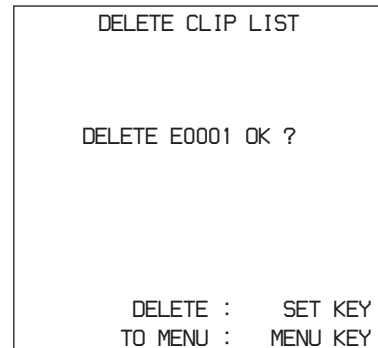 DELETE CLIP LIST
DELETE E0001 OK ?
DELETE : SET KEY
TO MENU : MENU KEY